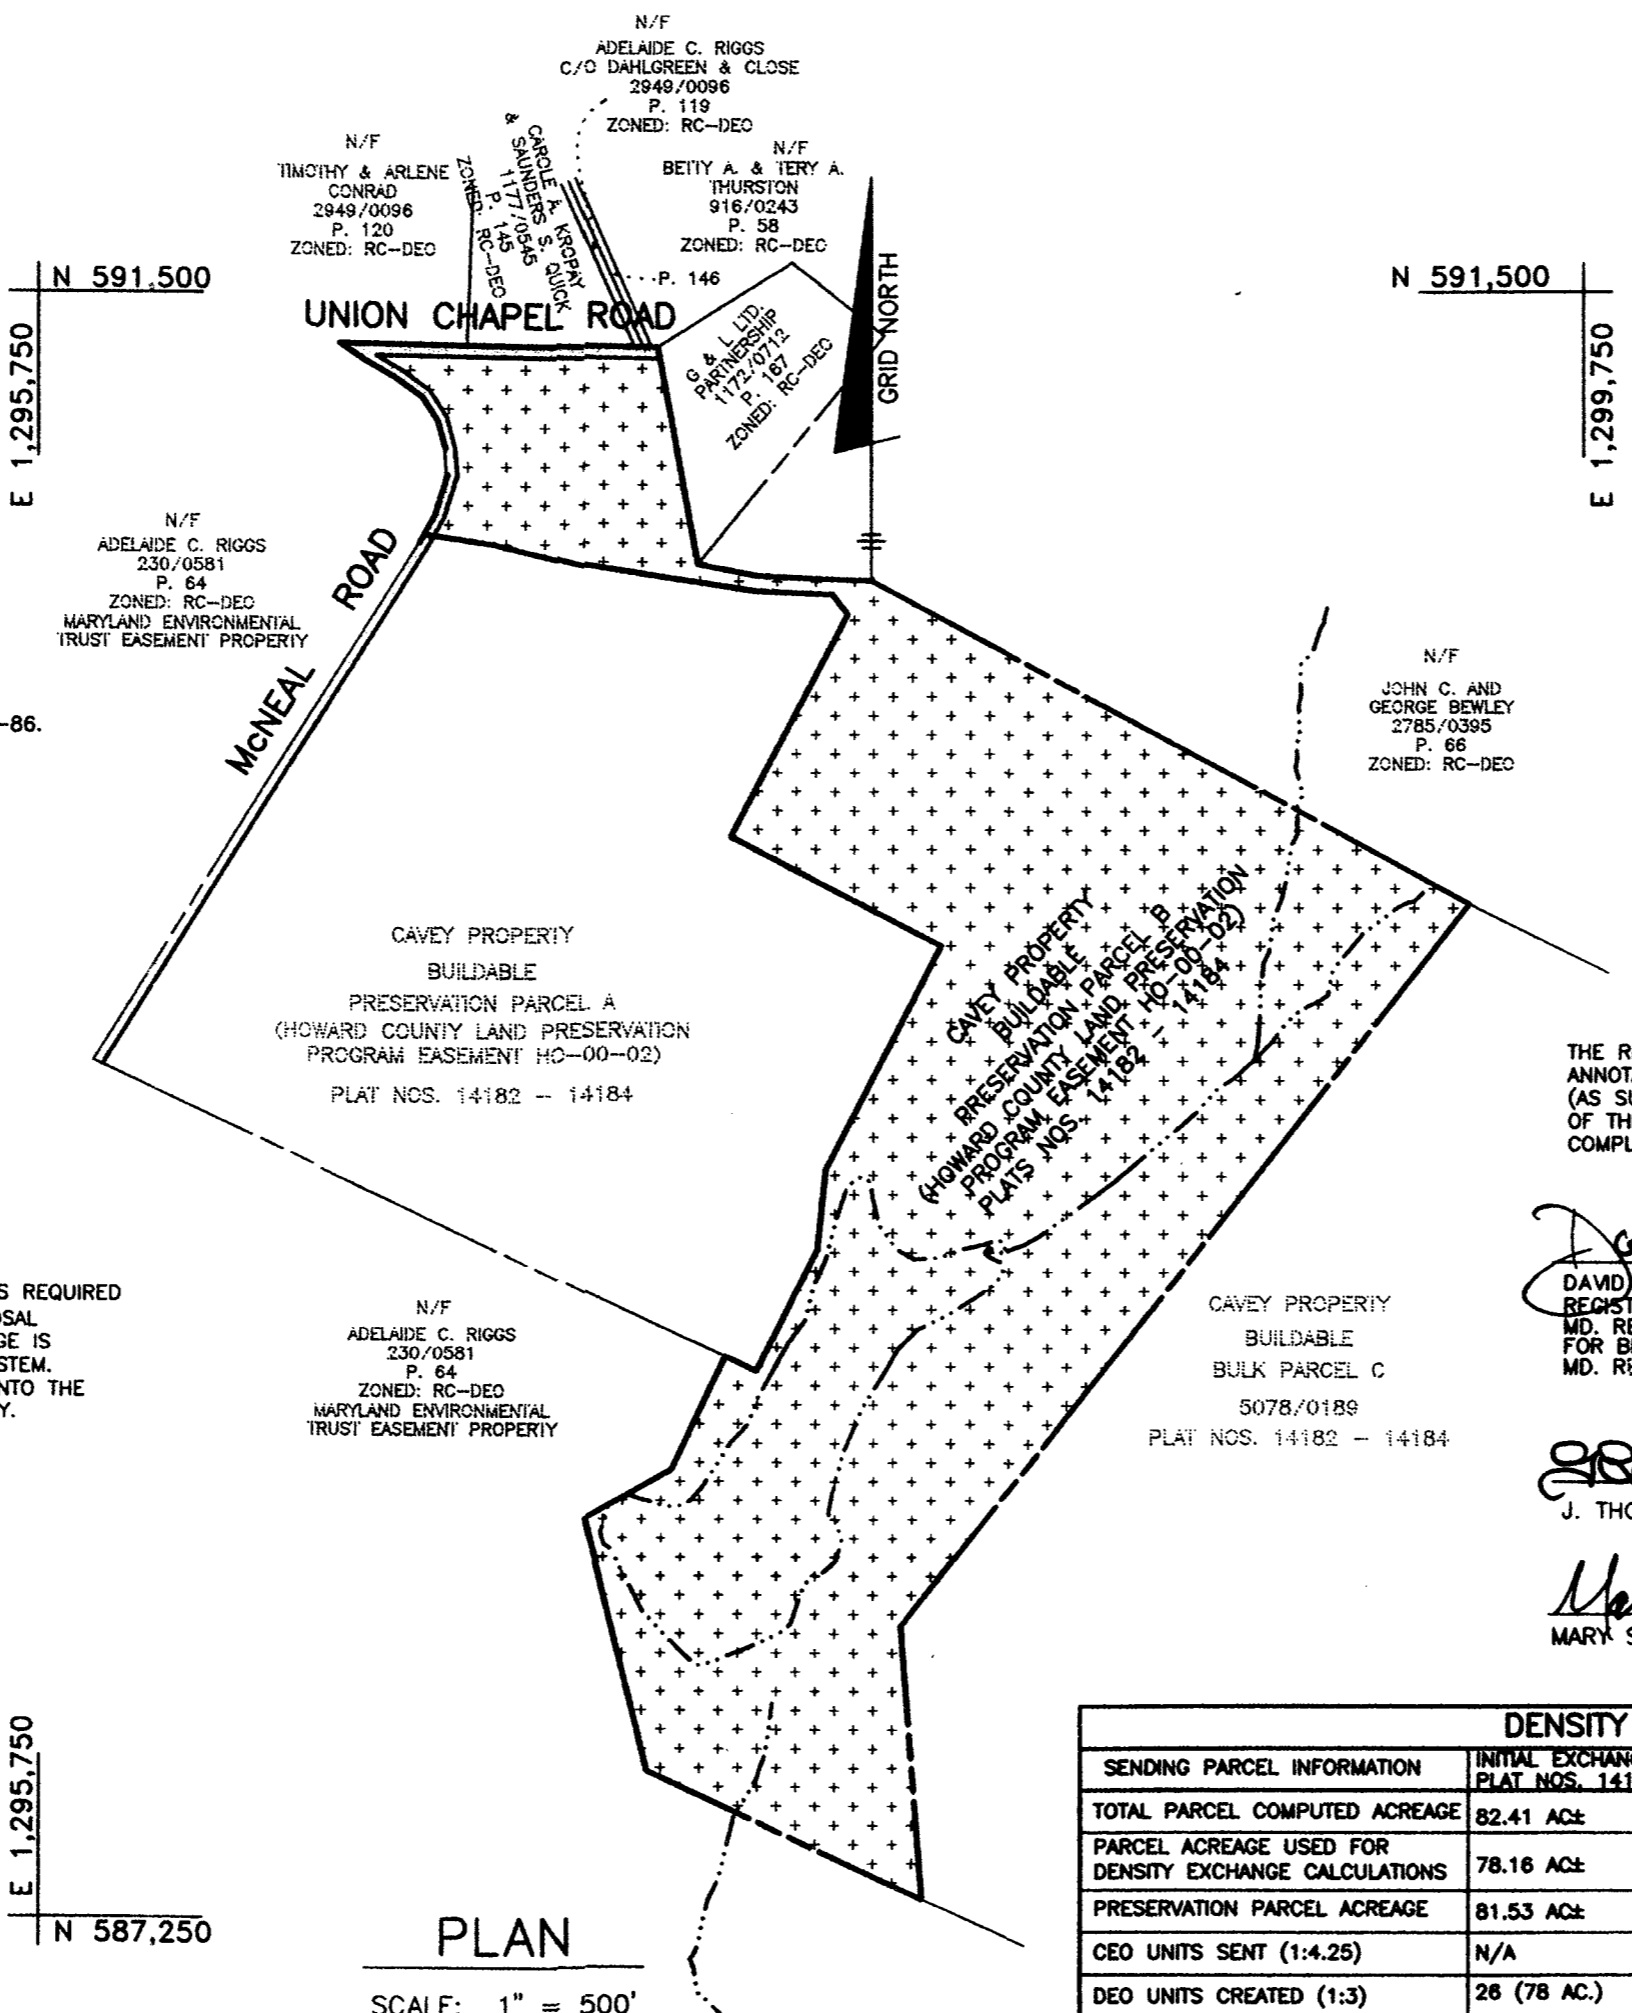 N/F
ADELAIDE C. RIGGS
C/O DAHLGREEN & CLOSE
2949/0096
P. 119
ZONED: RC-DEO
N/F
TIMOTHY & ARLENE
CONRAD
2949/0096
P. 120
ZONED: RC-DEO
CAROLE A. KROPAY
& SAUNDERS S. QUICK
1177/0545
P. 145
ZONED: RC-DEO
N/F
BETTY A. & TERY A.
THURSTON
916/0243
P. 58
ZONED: RC-DEO
P. 146
N 591,500
E 1,295,750
UNION CHAPEL ROAD
G & L LTD.
PARTNERSHIP
1172/0712
P. 167
ZONED: RC-DEO
GRID NORTH
N 591,500
E 1,299,750
N/F
ADELAIDE C. RIGGS
230/0581
P. 64
ZONED: RC-DEO
MARYLAND ENVIRONMENTAL
TRUST EASEMENT PROPERTY
McNEAL ROAD
-86.
N/F
JOHN C. AND
GEORGE BEWLEY
2785/0395
P. 66
ZONED: RC-DEO
CAVEY PROPERTY
BUILDABLE
PRESERVATION PARCEL A
(HOWARD COUNTY LAND PRESERVATION
PROGRAM EASEMENT HO-00-02)
PLAT NOS. 14182 - 14184
CAVEY PROPERTY
BUILDABLE
PRESERVATION PARCEL B
(HOWARD COUNTY LAND PRESERVATION
PROGRAM EASEMENT HO-00-02)
PLATS NOS. 14182 - 14184
THE R
ANNOT
(AS SU
OF TH
COMPL
S REQUIRED
OSAL
GE IS
STEM.
NTO THE
Y.
N/F
ADELAIDE C. RIGGS
230/0581
P. 64
ZONED: RC-DEO
MARYLAND ENVIRONMENTAL
TRUST EASEMENT PROPERTY
CAVEY PROPERTY
BUILDABLE
BULK PARCEL C
5078/0189
PLAT NOS. 14182 - 14184
DAVID
REGIST
MD. RE
FOR B
MD. RE
J. THO
MARY S
E 1,295,750
N 587,250
PLAN
SCALE: 1" = 500'
DENSITY
SENDING PARCEL INFORMATION
INITIAL EXCHAN
PLAT NOS. 141
TOTAL PARCEL COMPUTED ACREAGE 82.41 AC±
PARCEL ACREAGE USED FOR
DENSITY EXCHANGE CALCULATIONS 78.16 AC±
PRESERVATION PARCEL ACREAGE 81.53 AC±
CEO UNITS SENT (1:4.25) N/A
DEO UNITS CREATED (1:3) 26 (78 AC.)